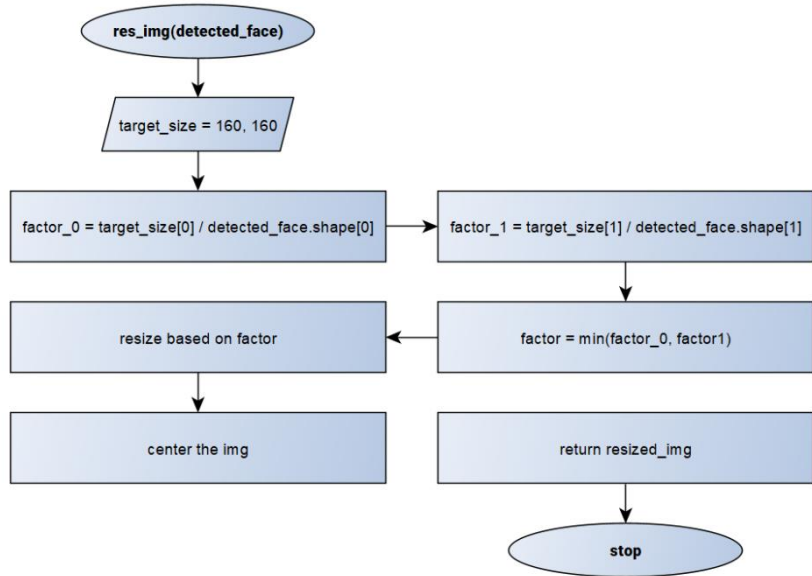 res_img(detected_face)
target_size = 160, 160
factor_0 = target_size[0] / detected_face.shape[0]
factor_1 = target_size[1] / detected_face.shape[1]
factor = min(factor_0, factor1)
resize based on factor
center the img
return resized_img
stop